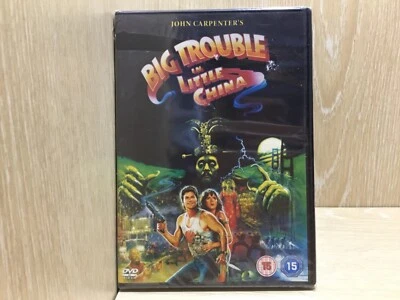 JOHN CARPENTER'S
BIG TROUBLE
IN
LITTLE
CHINA
DVD
15 15